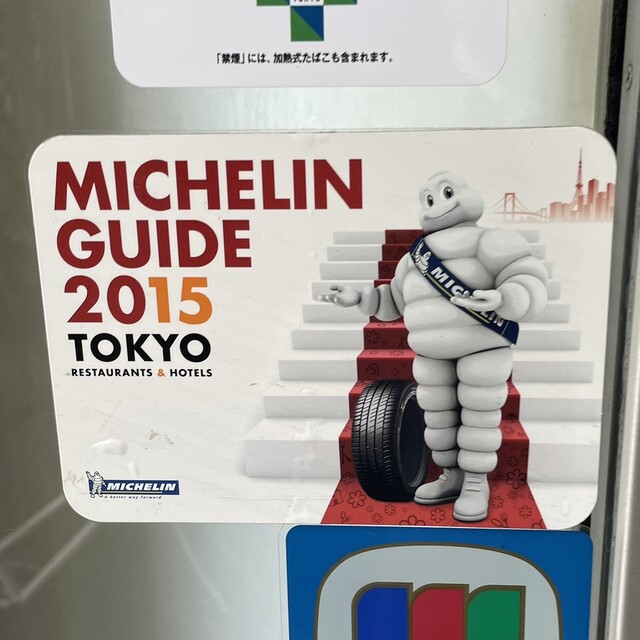 TOKYO
「禁煙」には、加熱式たばこも含まれます。
MICHELIN
GUIDE
2015
TOKYO
RESTAURANTS & HOTELS
MICHELIN
MICHELIN
A better way forward